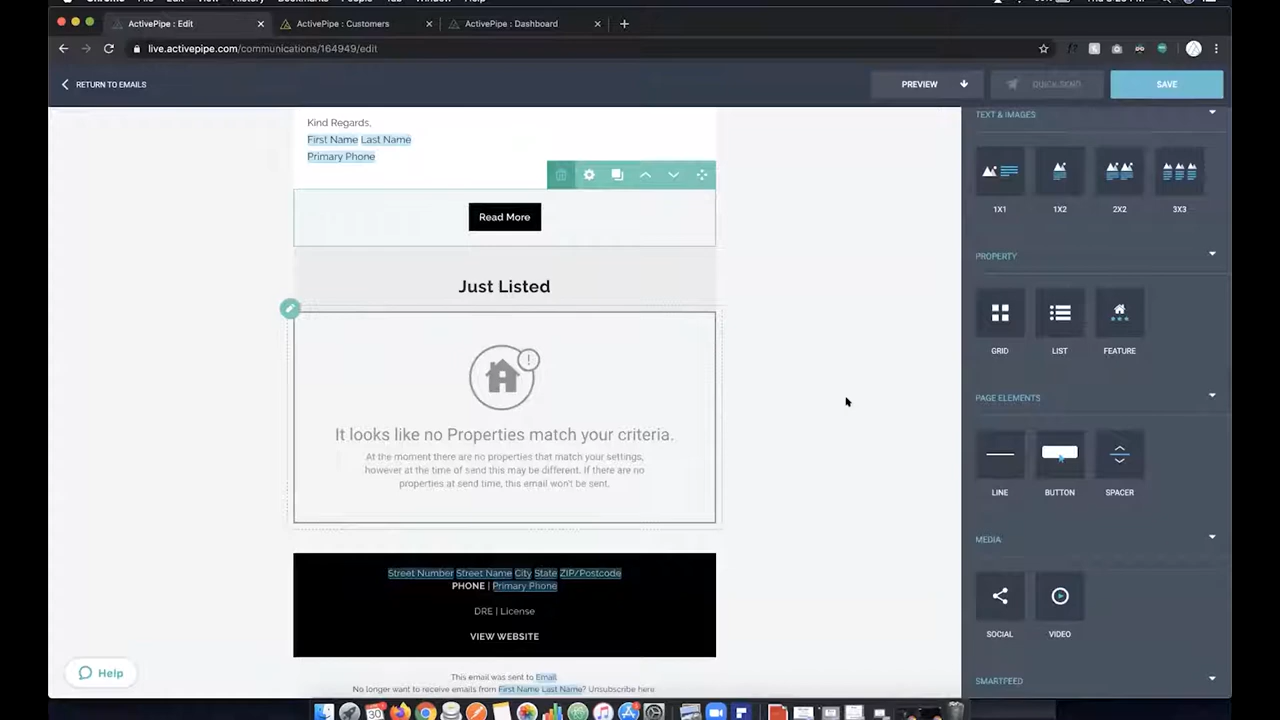 ActivePipe : Edit
ActivePipe : Customers
ActivePipe : Dashboard
live.activepipe.com/communications/164949/edit
RETURN TO EMAILS
PREVIEW
QUICK SEND
SAVE
Kind Regards,
First Name Last Name
Primary Phone
Read More
Just Listed
It looks like no Properties match your criteria.
At the moment there are no properties that match your settings,
however at the time of send this may be different. If there are no
properties at send time, this email won't be sent.
Street Number Street Name City State ZIP/Postcode
PHONE | Primary Phone
DRE | License
VIEW WEBSITE
This email was sent to Email
No longer want to receive emails from First Name Last Name? Unsubscribe here
Help
TEXT & IMAGES
1X1
1X2
2X2
3X3
PROPERTY
GRID
LIST
FEATURE
PAGE ELEMENTS
LINE
BUTTON
SPACER
MEDIA
SOCIAL
VIDEO
SMARTFEED
30